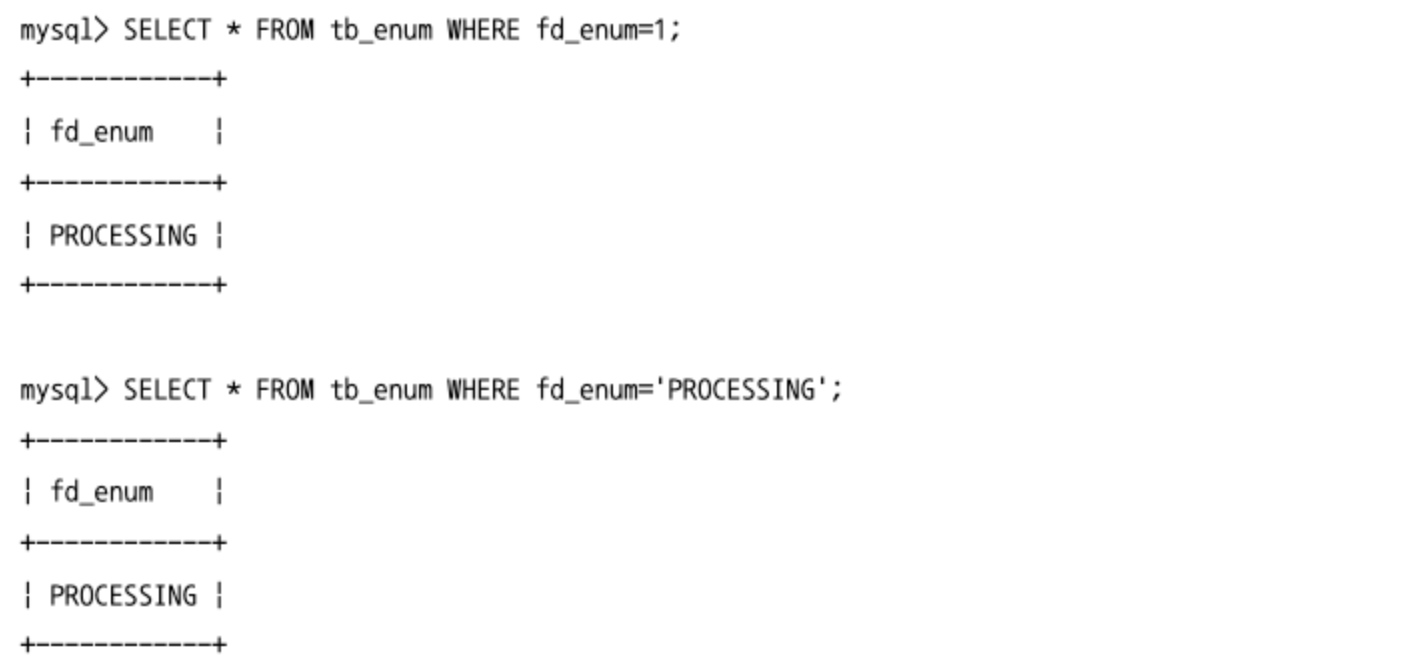 mysql> SELECT * FROM tb_enum WHERE fd_enum=1;
+------------+
| fd_enum    |
+------------+
| PROCESSING |
+------------+
mysql> SELECT * FROM tb_enum WHERE fd_enum='PROCESSING';
+------------+
| fd_enum    |
+------------+
| PROCESSING |
+------------+